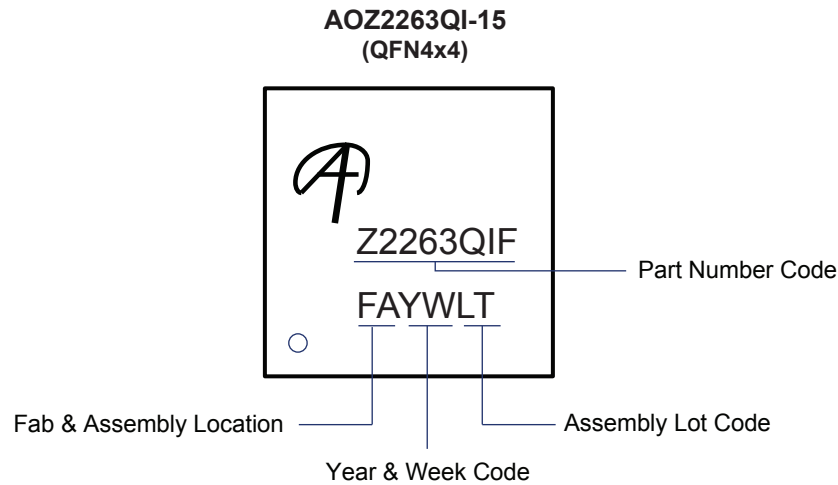 AOZ2263QI-15
(QFN4x4)
Z2263QIF
Part Number Code
FAYWLT
Fab & Assembly Location
Assembly Lot Code
Year & Week Code